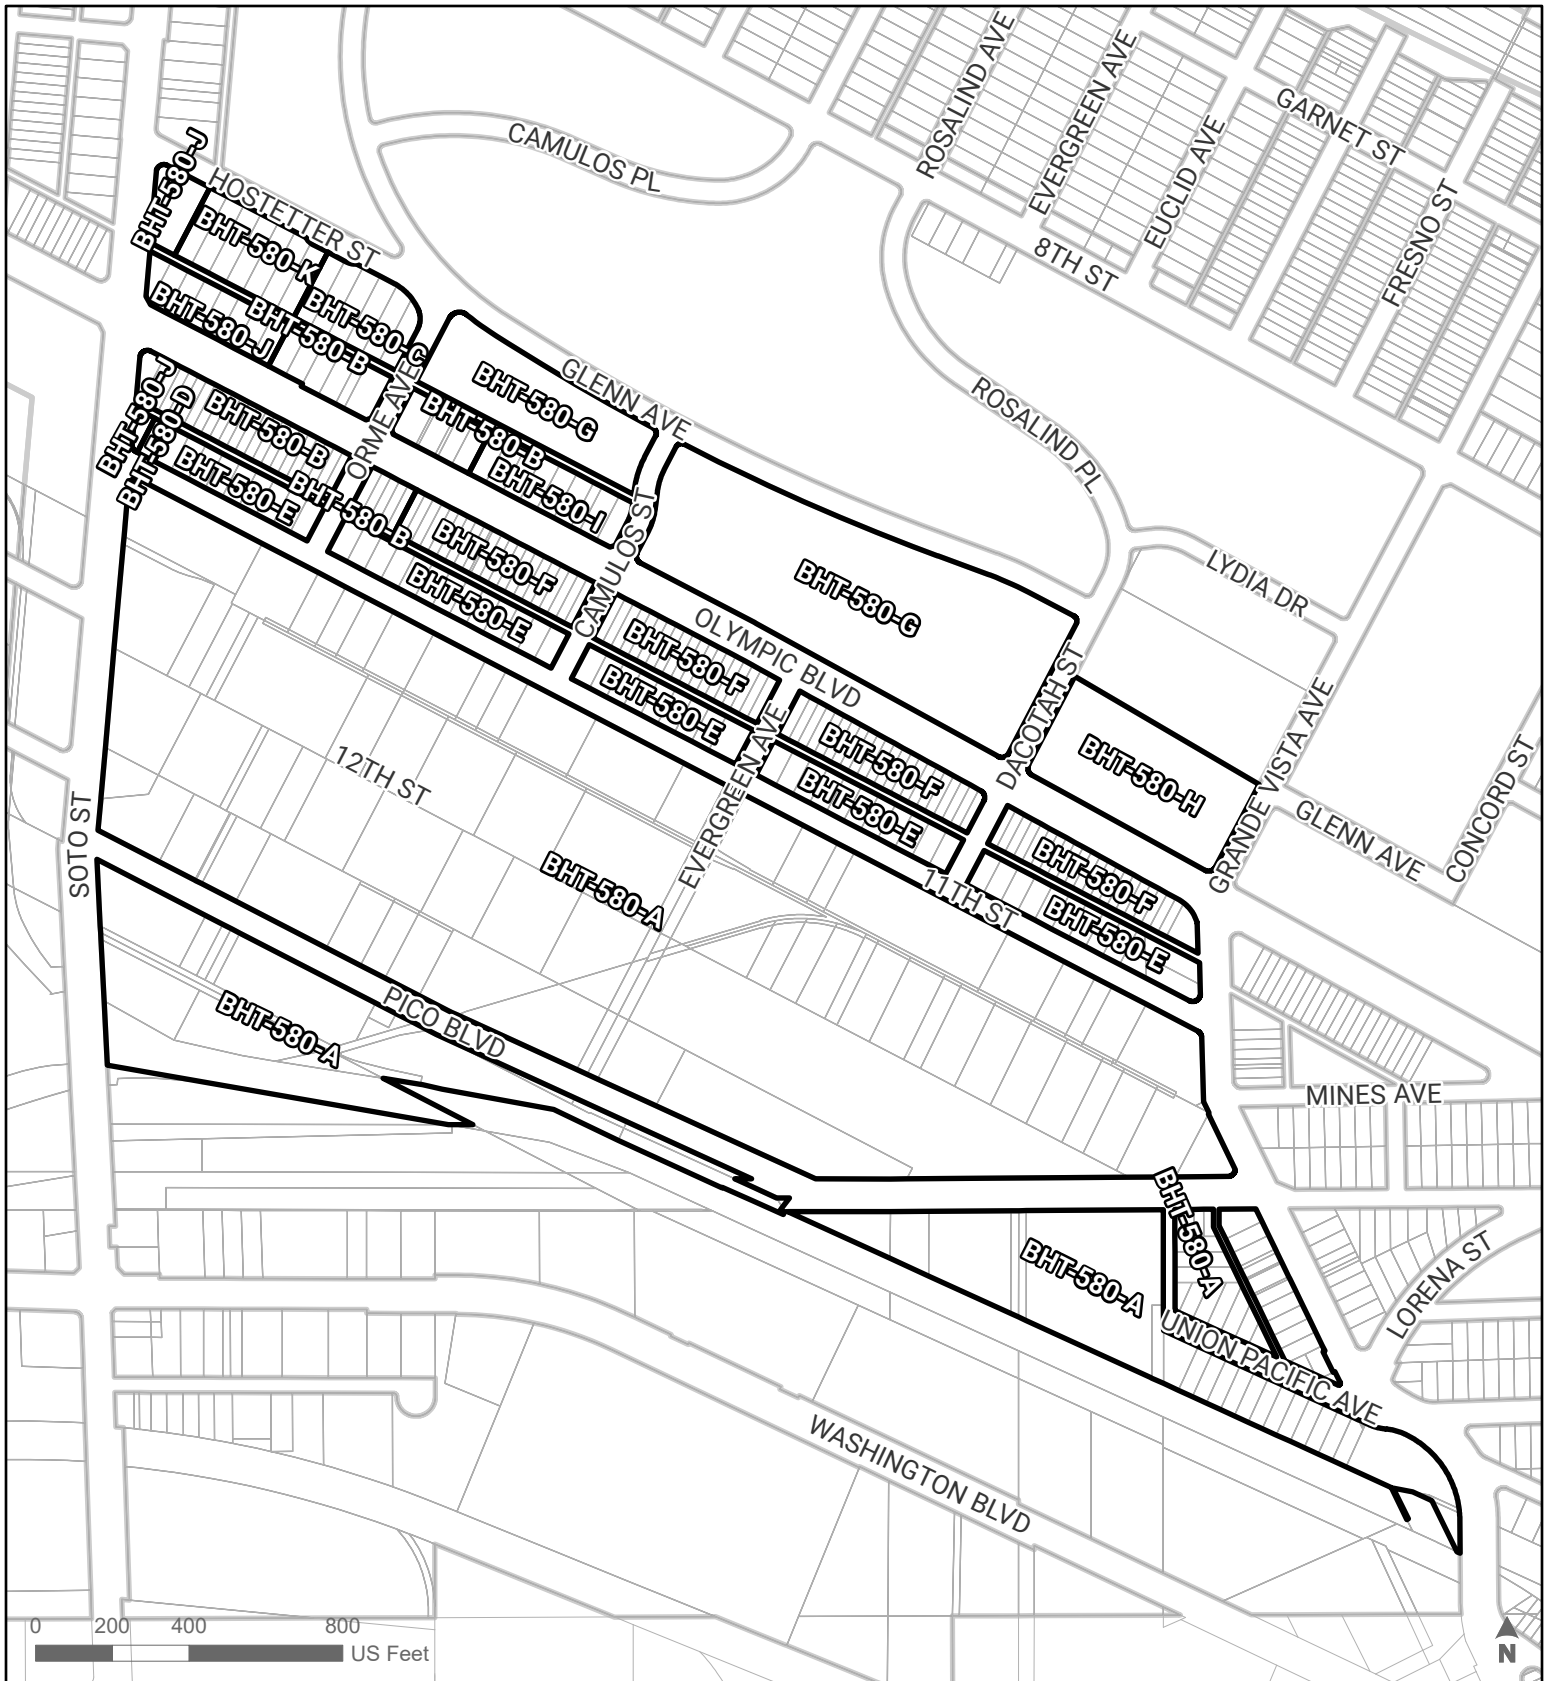 ROSALIND AVE
EVERGREEN AVE
EUCLID AVE
GARNET ST
FRESNO ST
CAMULOS PL
8TH ST
HOSTETTER ST
BHT-580-J
BHT-580-K
BHT-580-C
BHT-580-J
BHT-580-B
GLENN AVE
BHT-580-G
ROSALIND PL
ORME AVE
BHT-580-B
BHT-580-I
BHT-580-J
BHT-580-D
BHT-580-B
BHT-580-E
BHT-580-B
BHT-580-F
BHT-580-E
CAMULOS ST
LYDIA DR
BHT-580-G
OLYMPIC BLVD
BHT-580-F
BHT-580-E
DACOTAH ST
BHT-580-H
GRANDE VISTA AVE
GLENN AVE
CONCORD ST
EVERGREEN AVE
BHT-580-F
BHT-580-E
12TH ST
SOTO ST
BHT-580-A
11TH ST
BHT-580-F
BHT-580-E
PICO BLVD
BHT-580-A
MINES AVE
BHT-580-A
BHT-580-A
LORENA ST
UNION PACIFIC AVE
WASHINGTON BLVD
0 200 400 800
US Feet
N